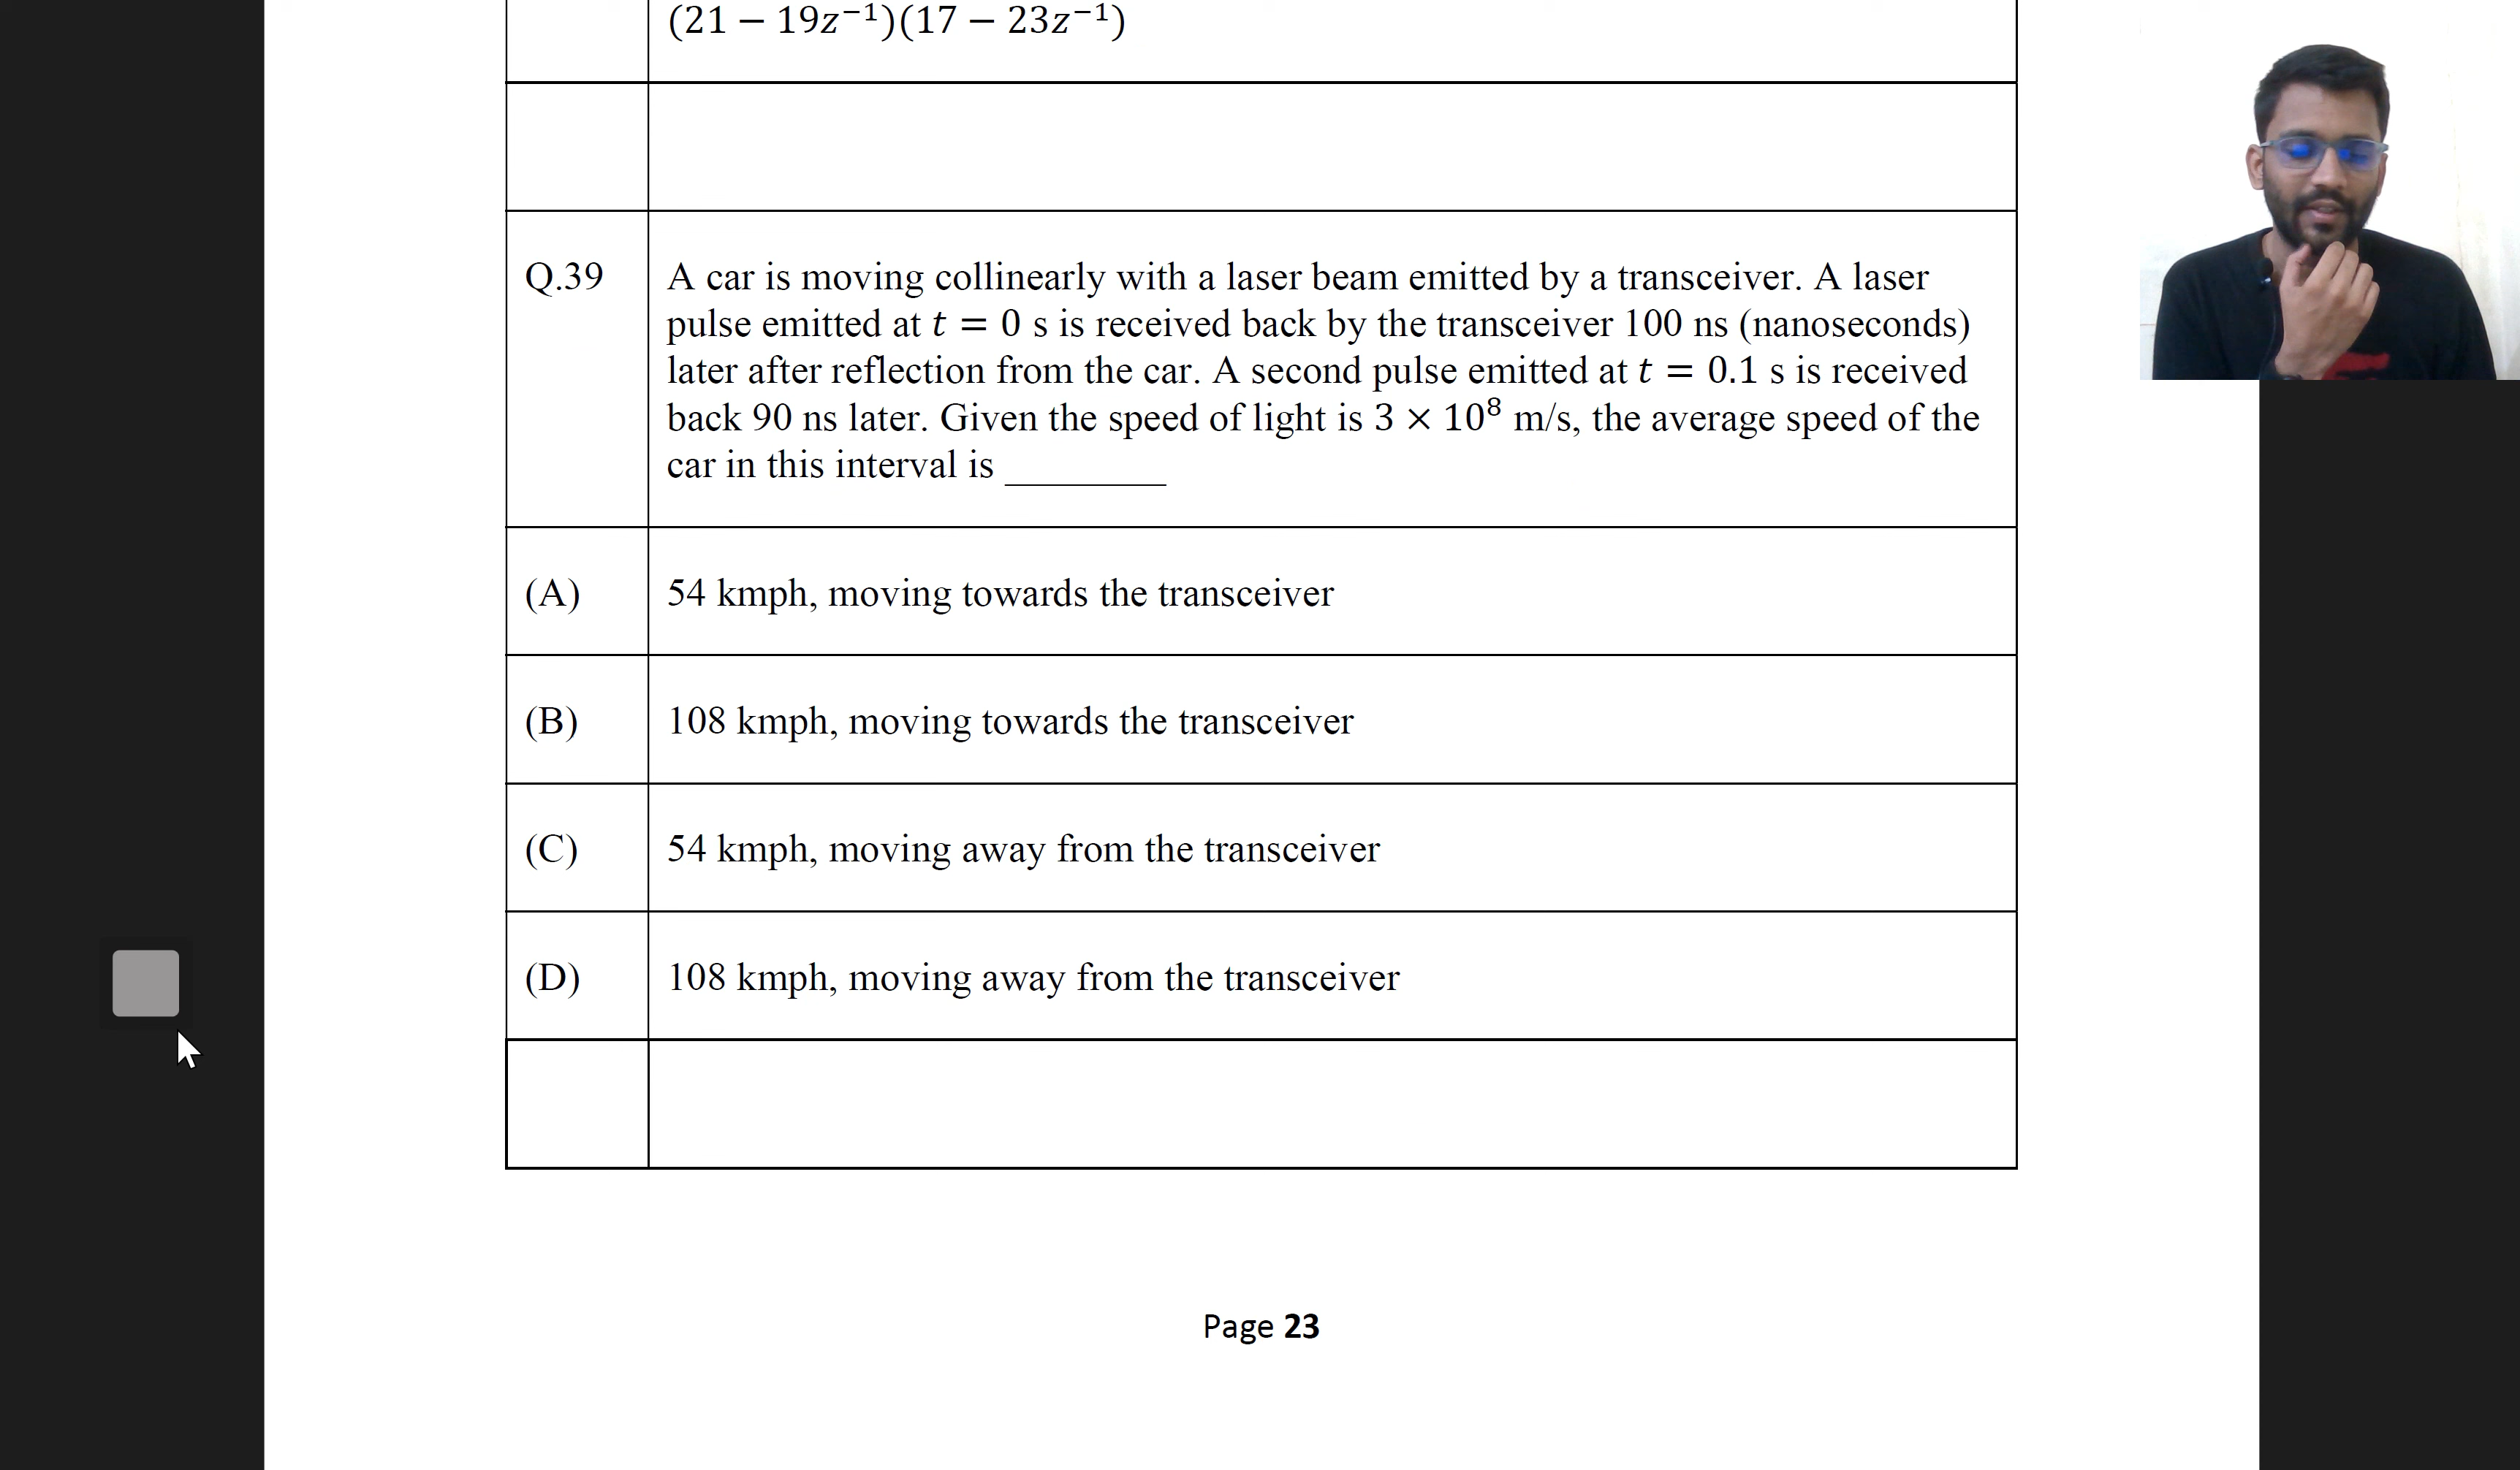 (21 − 19z⁻¹)(17 − 23z⁻¹)
Q.39 A car is moving collinearly with a laser beam emitted by a transceiver. A laser
pulse emitted at t = 0 s is received back by the transceiver 100 ns (nanoseconds)
later after reflection from the car. A second pulse emitted at t = 0.1 s is received
back 90 ns later. Given the speed of light is 3 × 10⁸ m/s, the average speed of the
car in this interval is ________
(A) 54 kmph, moving towards the transceiver
(B) 108 kmph, moving towards the transceiver
(C) 54 kmph, moving away from the transceiver
(D) 108 kmph, moving away from the transceiver
Page 23